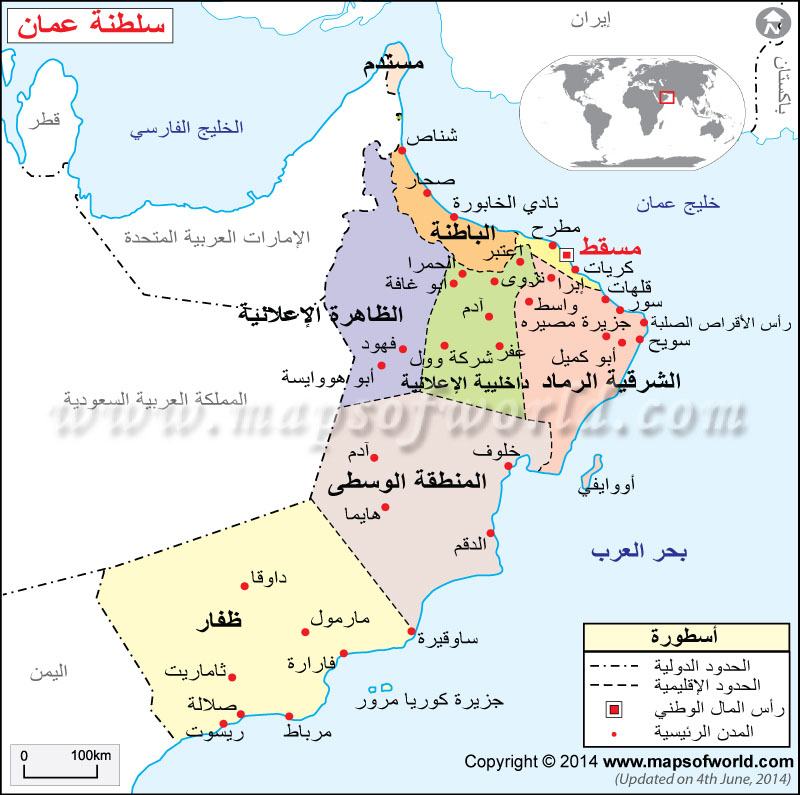 سلطنة عمان
إيران
باكستان
مسندم
قطر
الخليج الفارسي
شناص
صحار
نادي الخابورة
خليج عمان
الباطنة
مطرح
مسقط
الإمارات العربية المتحدة
اعتبر
الحمرا
كريات
أبو غافة
نزوى
إبرا
قلهات
الظاهرة الإعلانية
آدم
واسط
سور
جزيرة مصيره
رأس الأقراص الصلبة
فهود
شركة وول
عفر
أبو كميل
سويح
أبو هووايسة
داخليية الإعلانية
الشرقية الرماد
المملكة العربية السعودية
www.mapsofworld.com
آدم
خلوف
المنطقة الوسطى
أووايفي
هايما
الدقم
بحر العرب
داوقا
ظفار
مارمول
ساوقيرة
اليمن
فارارة
ثاماريت
صلالة
جزيرة كوريا مرور
ريسوت
مرباط
أسطورة
الحدود الدولية
الحدود الإقليمية
رأس المال الوطني
المدن الرئيسية
0 100km
Copyright © 2014 www.mapsofworld.com
(Updated on 4th June, 2014)